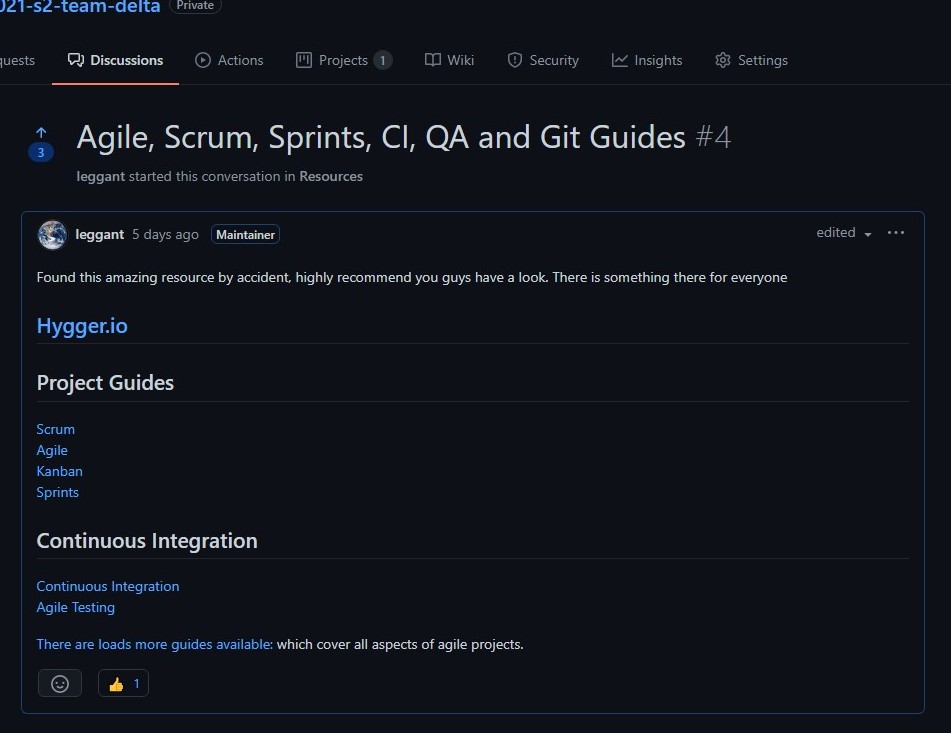 021-s2-team-delta Private
quests Discussions Actions Projects 1 Wiki Security Insights Settings
Agile, Scrum, Sprints, CI, QA and Git Guides #4
3
leggant started this conversation in Resources
leggant 5 days ago Maintainer edited
Found this amazing resource by accident, highly recommend you guys have a look. There is something there for everyone
Hygger.io
Project Guides
Scrum
Agile
Kanban
Sprints
Continuous Integration
Continuous Integration
Agile Testing
There are loads more guides available: which cover all aspects of agile projects.
1